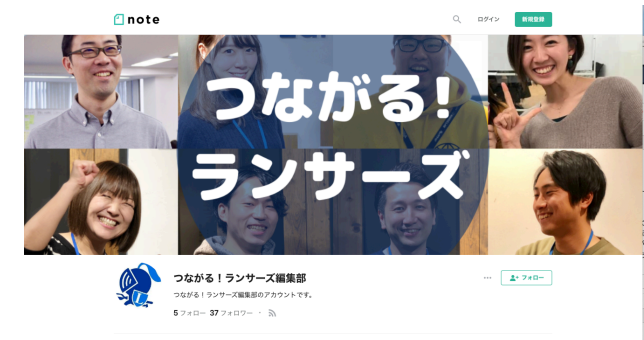 note
ログイン
新規登録
つながる!
ランサーズ
つながる!ランサーズ編集部
フォロー
つながる!ランサーズ編集部のアカウントです。
5 フォロー 37 フォロワー